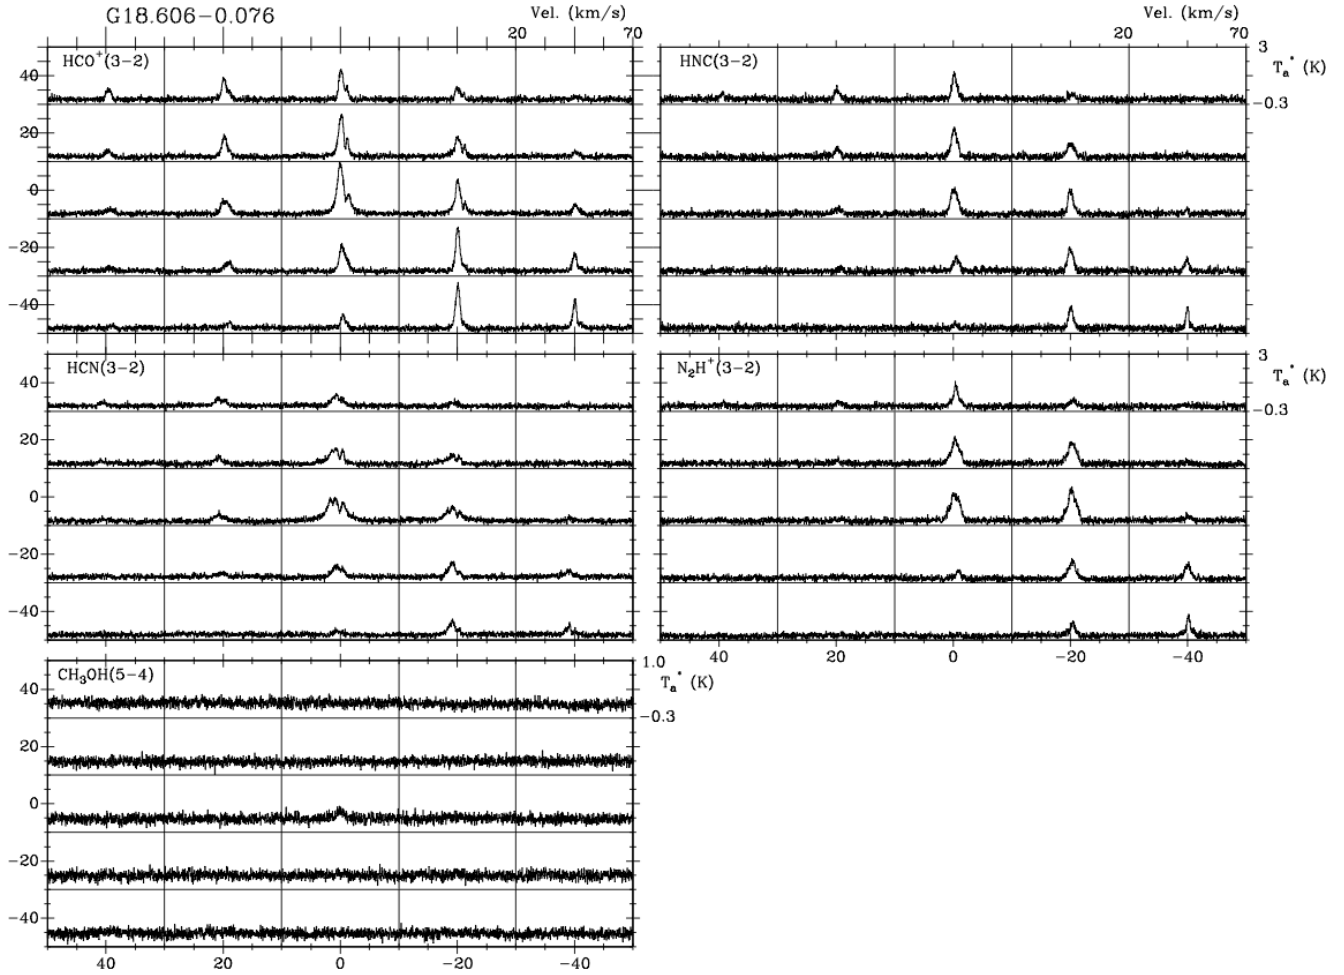 G18.606−0.076
Vel. (km/s)
20 70
Vel. (km/s)
20 70
HCO⁺(3−2)
40
20
0
−20
−40
HNC(3−2)
3
Tₐ* (K)
−0.3
HCN(3−2)
40
20
0
−20
−40
N₂H⁺(3−2)
3
Tₐ* (K)
−0.3
40 20 0 −20 −40
CH₃OH(5−4)
1.0
Tₐ* (K)
−0.3
40
20
0
−20
−40
40 20 0 −20 −40